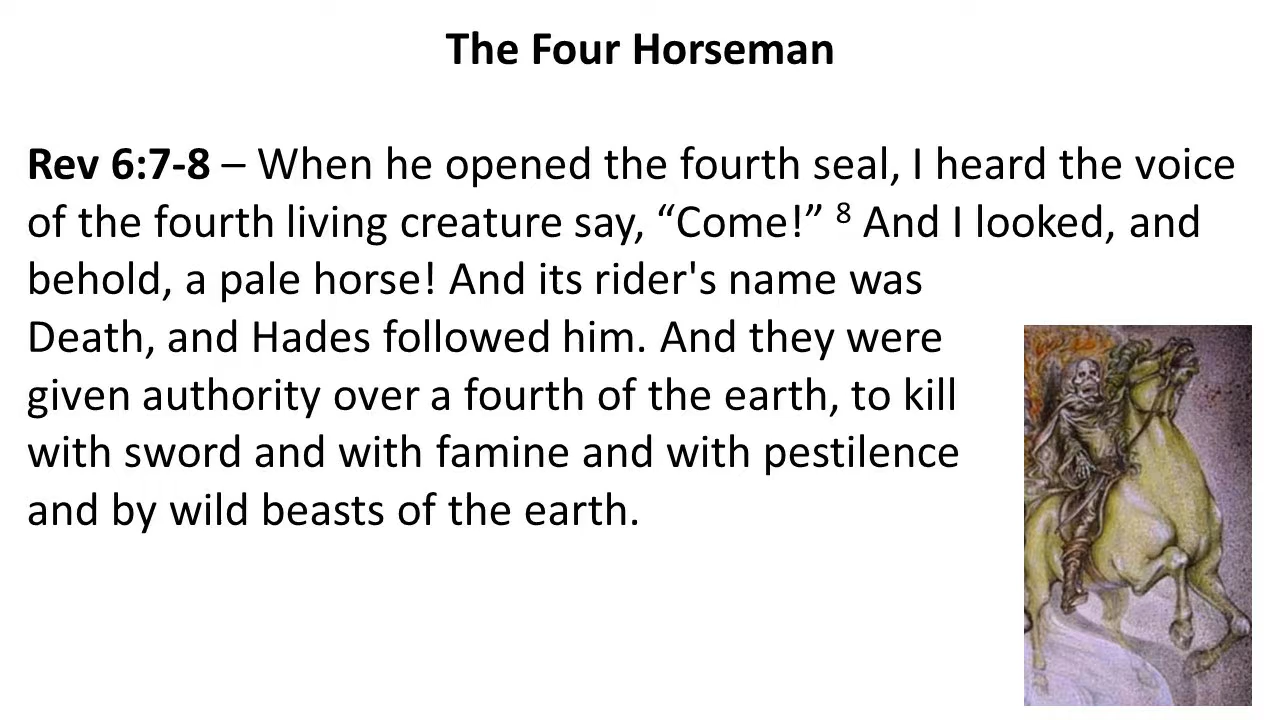 The Four Horseman
Rev 6:7-8 – When he opened the fourth seal, I heard the voice
of the fourth living creature say, “Come!” ⁸ And I looked, and
behold, a pale horse! And its rider's name was
Death, and Hades followed him. And they were
given authority over a fourth of the earth, to kill
with sword and with famine and with pestilence
and by wild beasts of the earth.